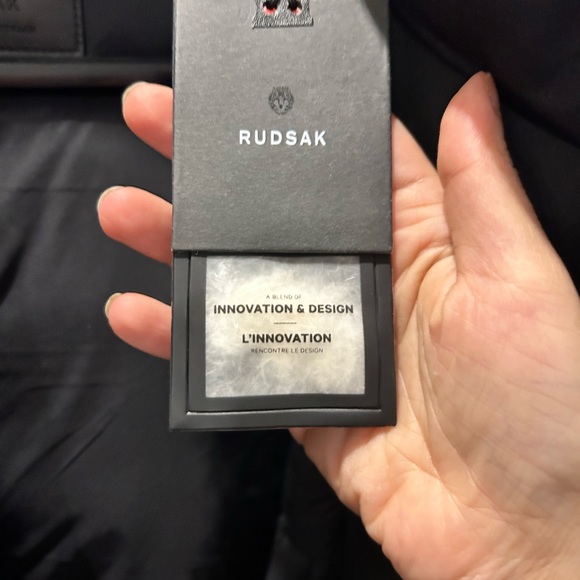 RUDSAK
A BLEND OF
INNOVATION & DESIGN
L'INNOVATION
RENCONTRE LE DESIGN